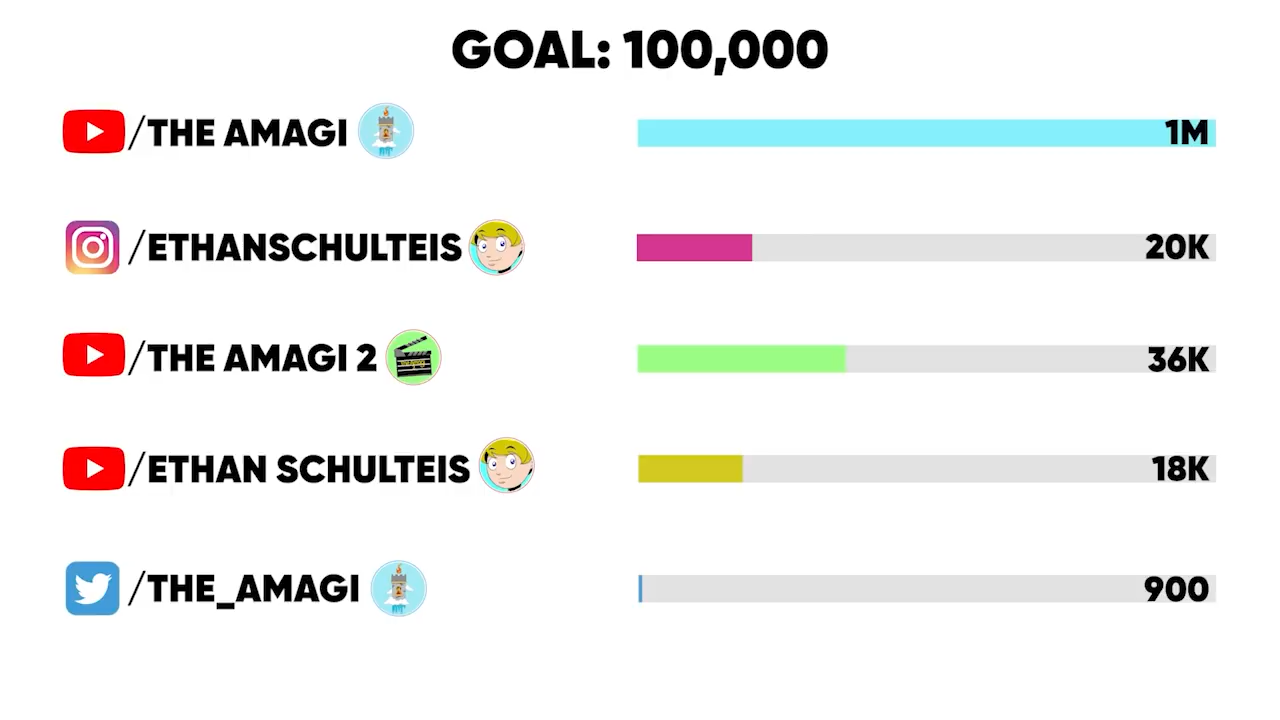 GOAL: 100,000
/THE AMAGI 1M
/ETHANSCHULTEIS 20K
/THE AMAGI 2 36K
/ETHAN SCHULTEIS 18K
/THE_AMAGI 900